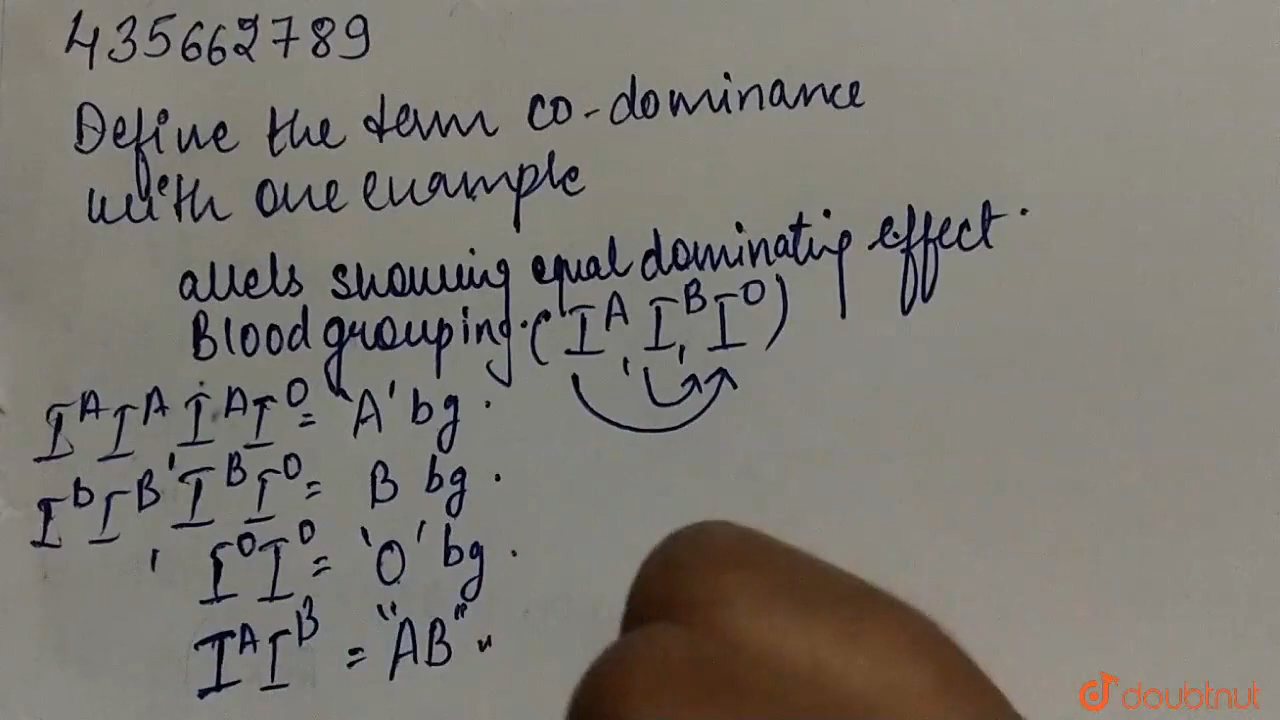 435662789
Define the term co-dominance
with one example
allels showing equal dominating effect.
Blood grouping. (I^A, I^B, I^O)
I^A I^A, I^A I^O = "A' bg.
I^B I^B, I^B I^O = B bg.
I^O I^O = 'O' bg.
I^A I^B = "AB" "
doubtnut